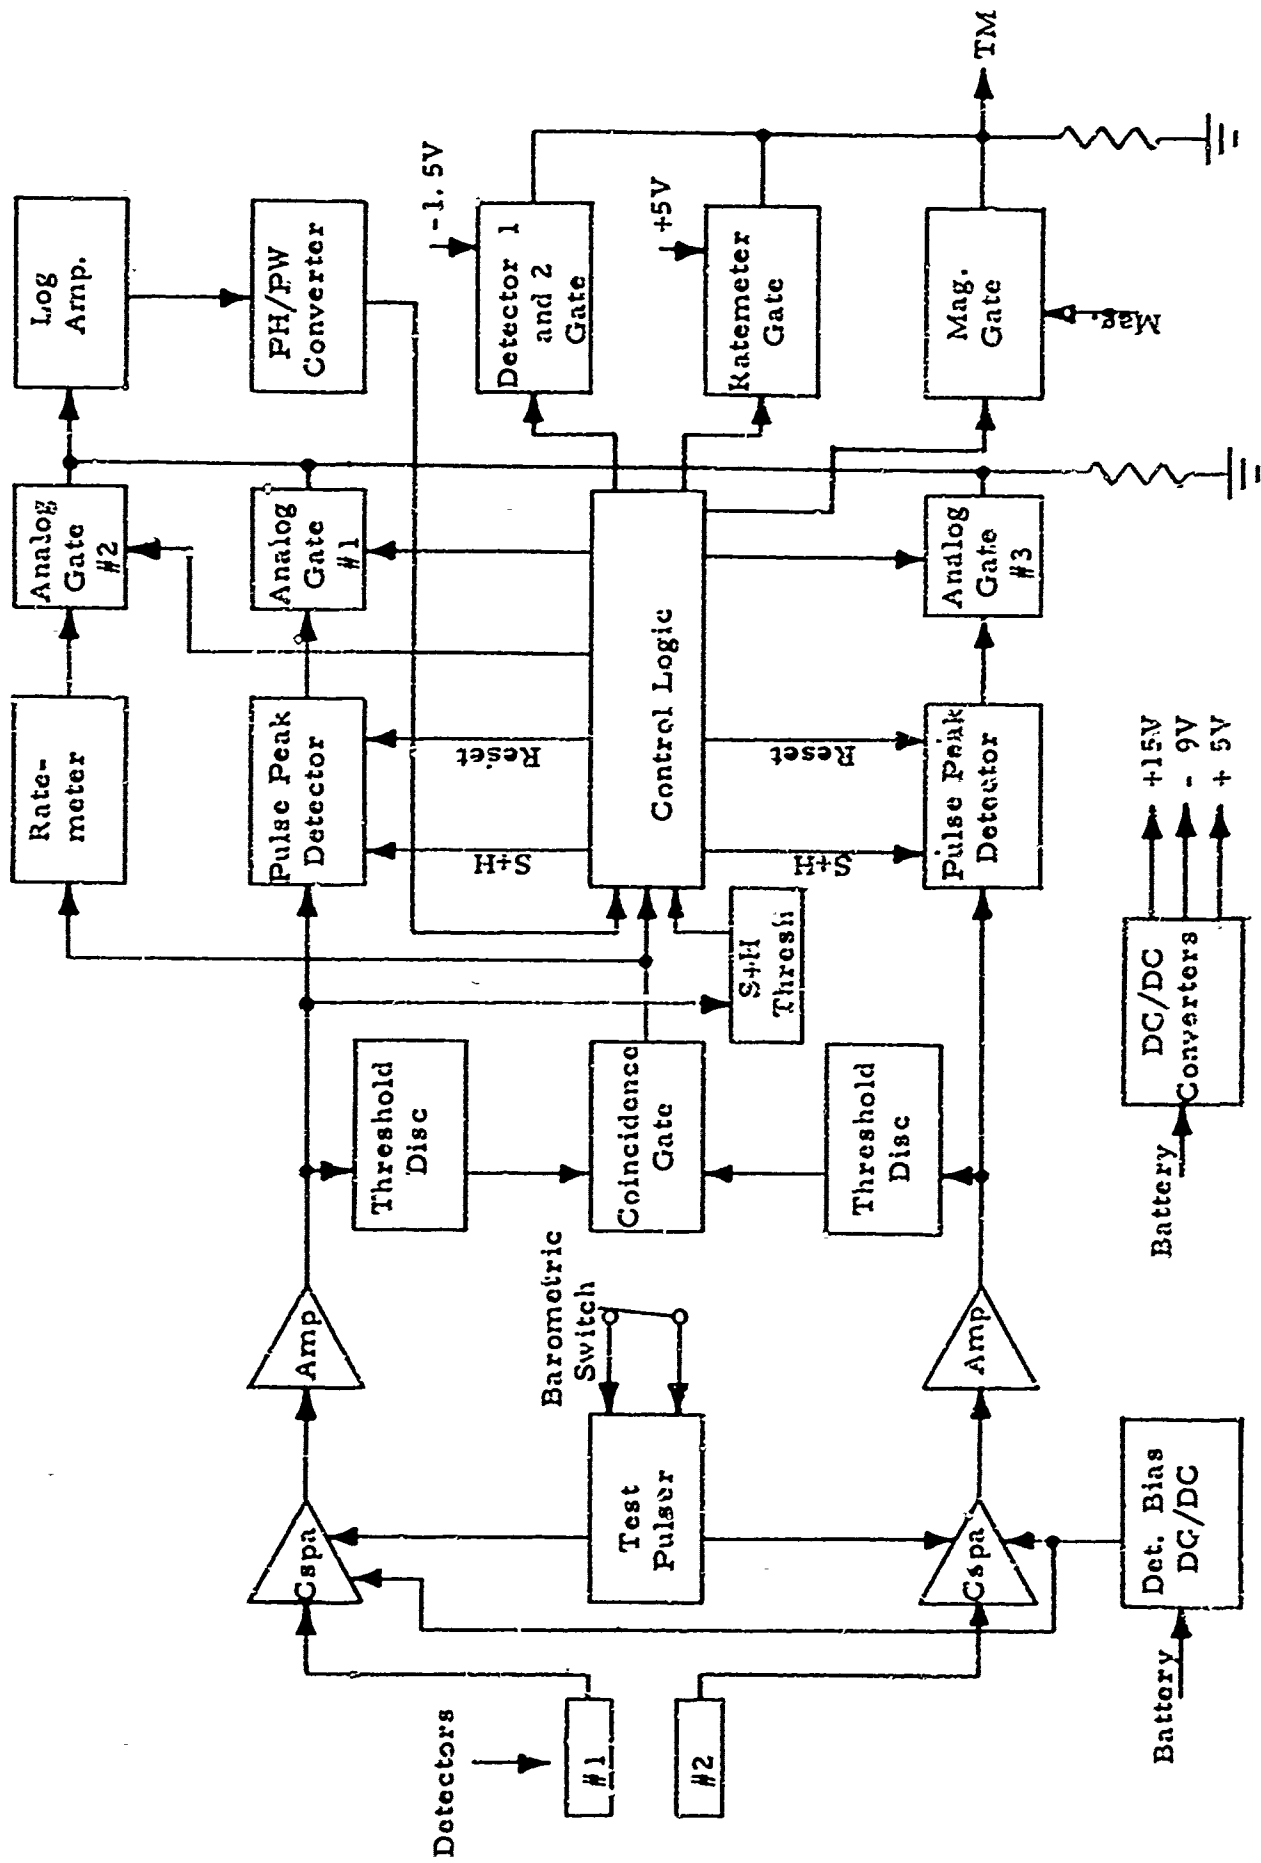 Detectors
#1
#2
Cspa
Amp
Test
Pulser
Barometric
Switch
Cspa
Amp
Det. Bias
DC/DC
Battery
Threshold
Disc
Coincidence
Gate
Threshold
Disc
S+H
Thresh
Battery
DC/DC
Converters
+15V
- 9V
+ 5V
Rate-
meter
Pulse Peak
Detector
S+H
Reset
Control Logic
S+H
Reset
Pulse Peak
Detector
Analog
Gate
#2
Analog
Gate
#1
Analog
Gate
#3
Log
Amp.
PH/PW
Converter
-1.5V
Detector 1
and 2
Gate
+5V
Ratemeter
Gate
Mag.
Gate
Mag.
TM